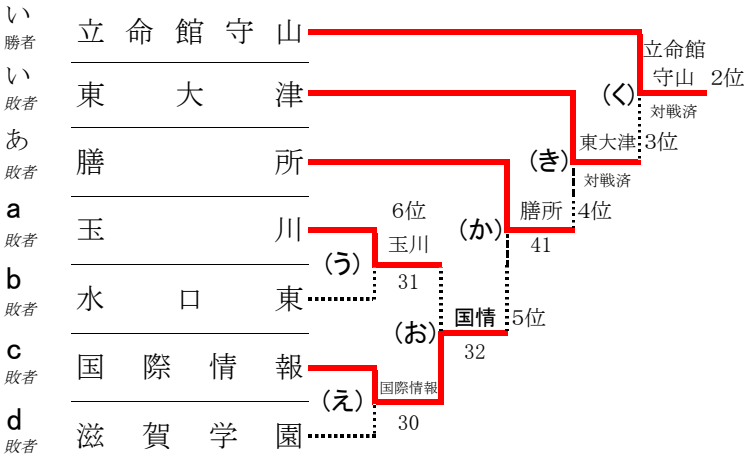 い 勝者 立命館守山
い 敗者 東大津
あ 敗者 膳所
a 敗者 玉川
b 敗者 水口東
c 敗者 国際情報
d 敗者 滋賀学園
(う)
6位
玉川
31
(え)
国際情報
30
(お)
国情 5位
32
(か)
膳所 4位
41
(き)
東大津 3位
対戦済
(く)
立命館
守山 2位
対戦済